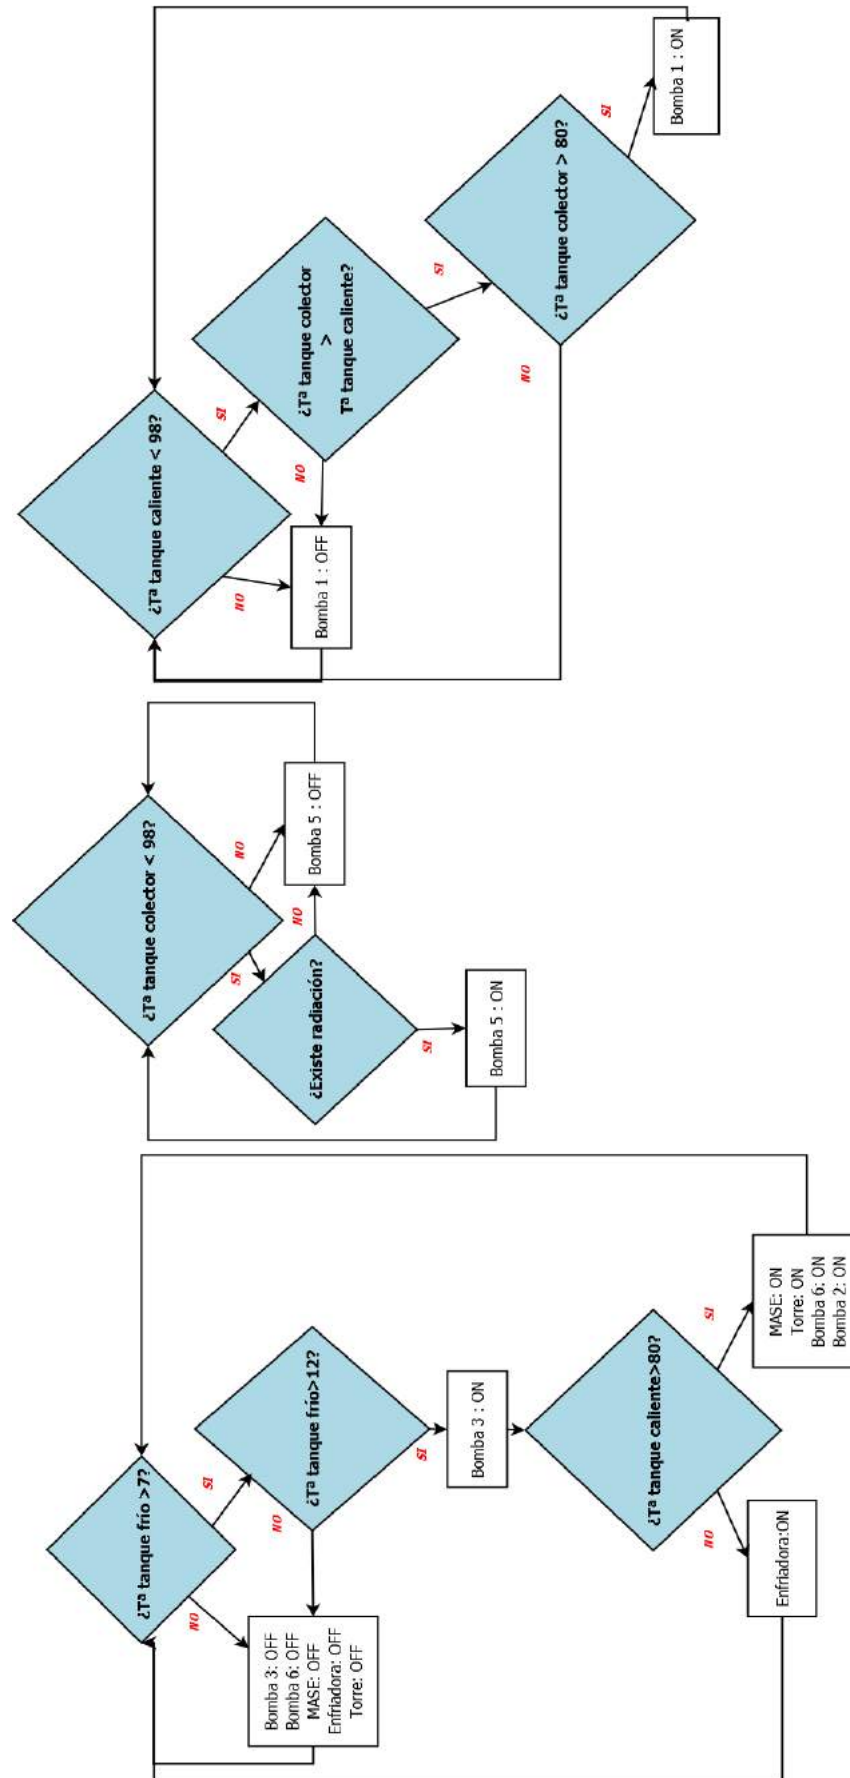 ¿Tª tanque frío >7?
NO
SI
Bomba 3: OFF
Bomba 6: OFF
MASE: OFF
Enfriadora: OFF
Torre: OFF
NO
¿Tª tanque frío>12?
SI
Bomba 3 : ON
¿Tª tanque caliente>80?
NO
SI
Enfriadora:ON
MASE: ON
Torre: ON
Bomba 6: ON
Bomba 2: ON
¿Tª tanque colector < 98?
SI
NO
¿Existe radiación?
NO
Bomba 5 : OFF
SI
Bomba 5 : ON
¿Tª tanque caliente < 98?
NO
SI
Bomba 1 : OFF
NO
¿Tª tanque colector
>
Tª tanque caliente?
SI
NO
¿Tª tanque colector > 80?
SI
Bomba 1 : ON